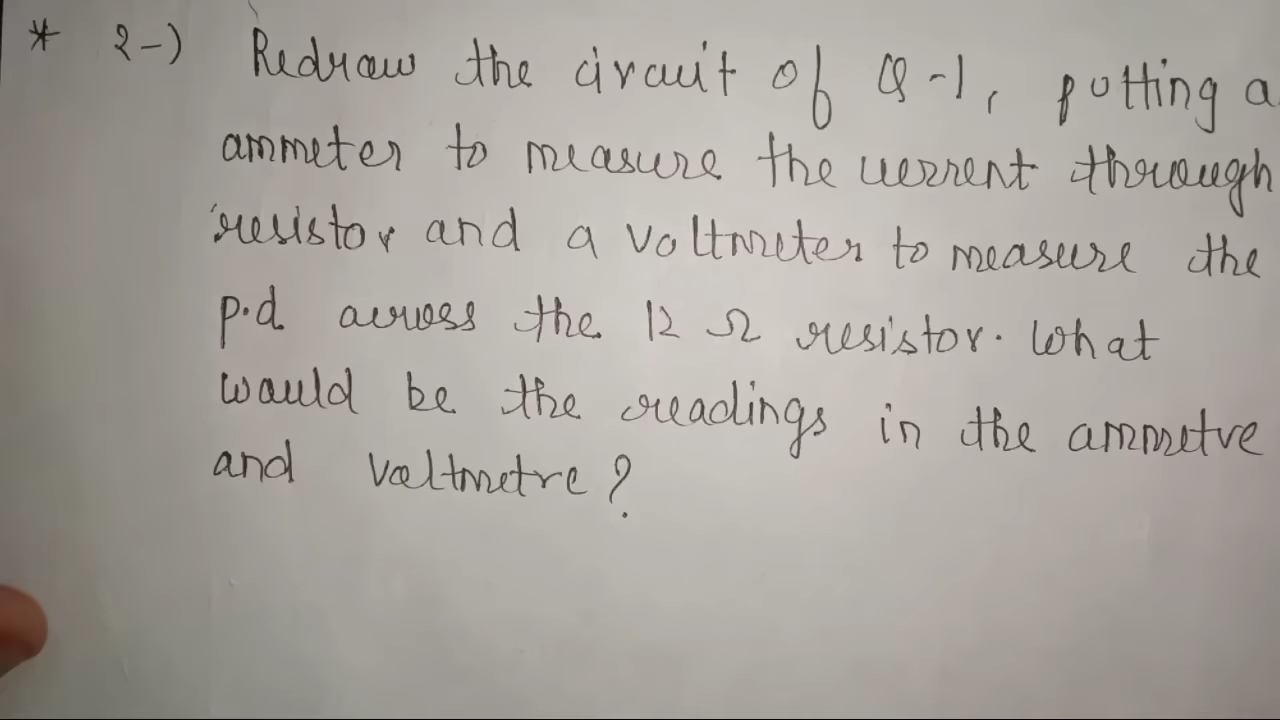 * 2-) Redraw the circuit of Q-1, putting a
ammeter to measure the current through
resistor and a voltmeter to measure the
p.d across the 12 Ω resistor. What
would be the readings in the ammetre
and voltmetre?